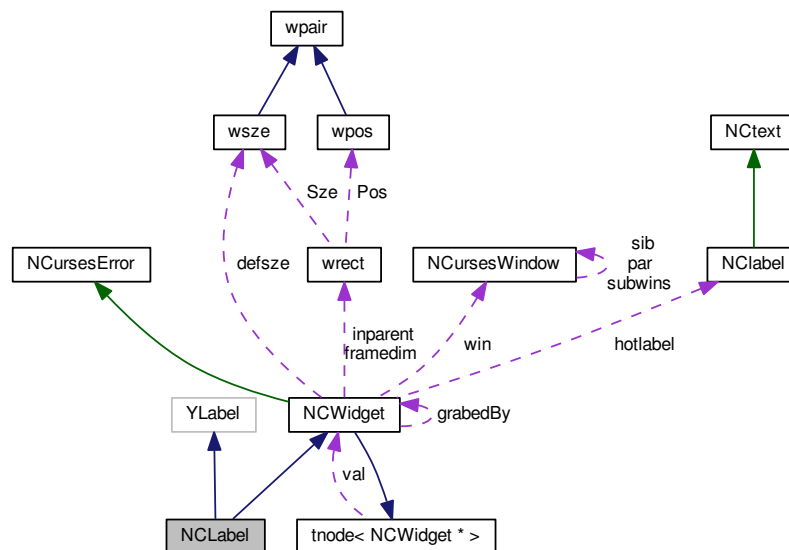 wpair
wsze
wpos
NCtext
Sze
Pos
NCursesError
defsze
wrect
NCursesWindow
sib
par
subwins
NClabel
inparent
framedim
win
hotlabel
YLabel
NCWidget
grabedBy
val
NCLabel
tnode< NCWidget * >